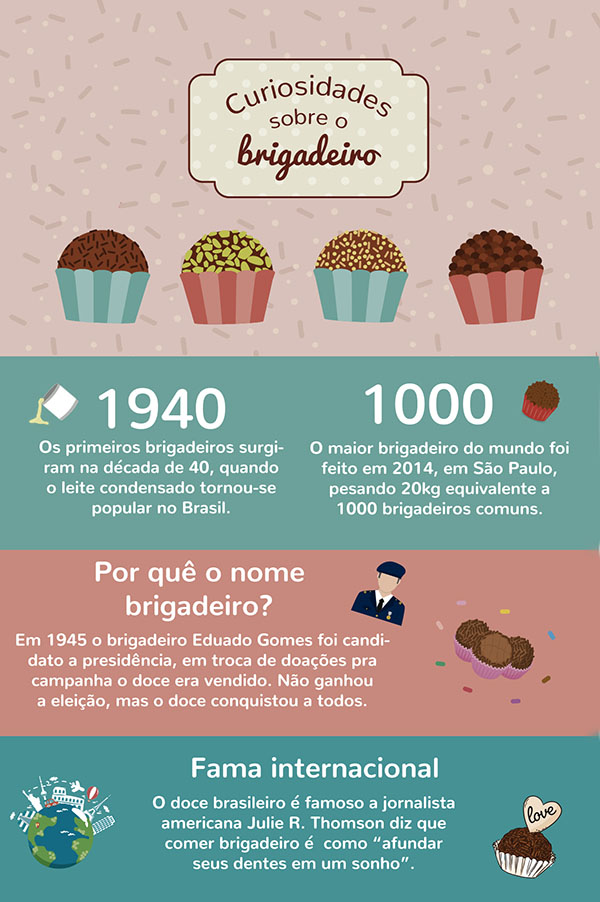 Curiosidades
sobre o
brigadeiro
1940
Os primeiros brigadeiros surgi-
ram na década de 40, quando
o leite condensado tornou-se
popular no Brasil.
1000
O maior brigadeiro do mundo foi
feito em 2014, em São Paulo,
pesando 20kg equivalente a
1000 brigadeiros comuns.
Por quê o nome
brigadeiro?
Em 1945 o brigadeiro Eduado Gomes foi candi-
dato a presidência, em troca de doações pra
campanha o doce era vendido. Não ganhou
a eleição, mas o doce conquistou a todos.
Fama internacional
O doce brasileiro é famoso a jornalista
americana Julie R. Thomson diz que
comer brigadeiro é como “afundar
seus dentes em um sonho”.
love